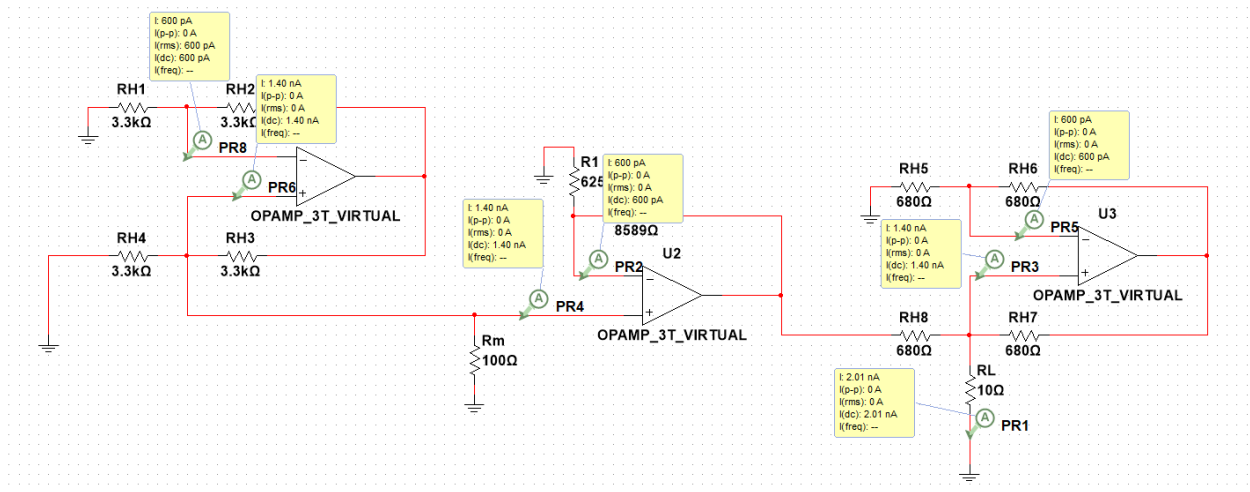 I: 600 pA
I(p-p): 0 A
I(rms): 600 pA
I(dc): 600 pA
I(freq): --
RH1
3.3kΩ
RH2
3.3kΩ
I: 1.40 nA
I(p-p): 0 A
I(rms): 0 A
I(dc): 1.40 nA
I(freq): --
A
PR8
A
PR6
OPAMP_3T_VIRTUAL
RH4
3.3kΩ
RH3
3.3kΩ
I: 1.40 nA
I(p-p): 0 A
I(rms): 0 A
I(dc): 1.40 nA
I(freq): --
A
PR4
Rm
100Ω
R1
625
I: 600 pA
I(p-p): 0 A
I(rms): 0 A
I(dc): 600 pA
I(freq): --
8589Ω
A
PR2
U2
OPAMP_3T_VIRTUAL
I: 600 pA
I(p-p): 0 A
I(rms): 0 A
I(dc): 600 pA
I(freq): --
RH5
680Ω
RH6
680Ω
A
PR5
U3
I: 1.40 nA
I(p-p): 0 A
I(rms): 0 A
I(dc): 1.40 nA
I(freq): --
A
PR3
OPAMP_3T_VIRTUAL
RH8
680Ω
RH7
680Ω
RL
10Ω
I: 2.01 nA
I(p-p): 0 A
I(rms): 0 A
I(dc): 2.01 nA
I(freq): --
A
PR1